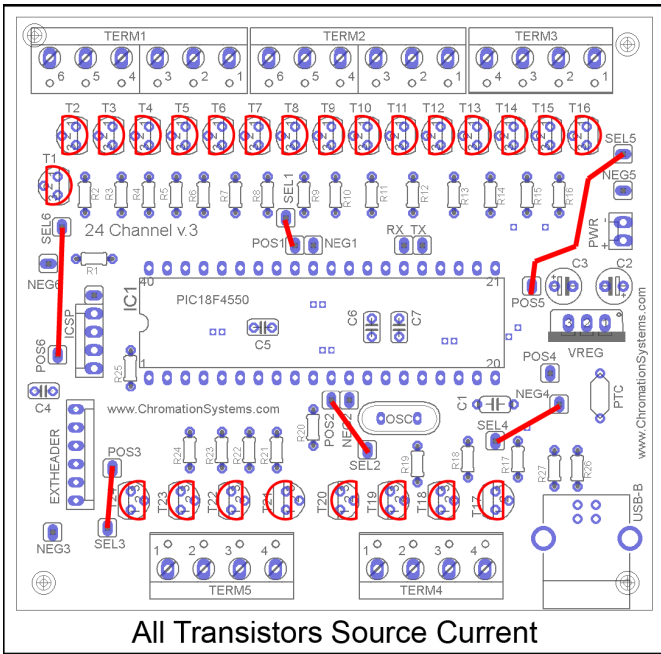 TERM1 TERM2 TERM3
6 5 4 3 2 1 6 5 4 3 2 1 4 3 2 1
T2 T3 T4 T5 T6 T7 T8 T9 T10 T11 T12 T13 T14 T15 T16
SEL5
T1
SEL1
NEG5
R2 R3 R4 R5 R6 R7 R8 R9 R10 R11 R12 R13 R14 R15 R16
SEL6
24 Channel v.3
POS1 NEG1
RX TX
PWR
- +
R1
NEG6
40 21
IC1
PIC18F4550
POS5
C3 C2
ICSP
C5
C6 C7
3 2 1
VREG
POS6
1 20
R25
POS4
C4
www.ChromationSystems.com
POS2 NEG2
OSC
C1
NEG4
PTC
www.ChromationSystems.com
EXTHEADER
POS3
R24 R23 R22 R21 R20
SEL2
R19 R18
SEL4
R17
R27 R26
T24 T23 T22 T21 T20 T19 T18 T17
USB-B
NEG3
SEL3
1 2 3 4 1 2 3 4
TERM5 TERM4
All Transistors Source Current